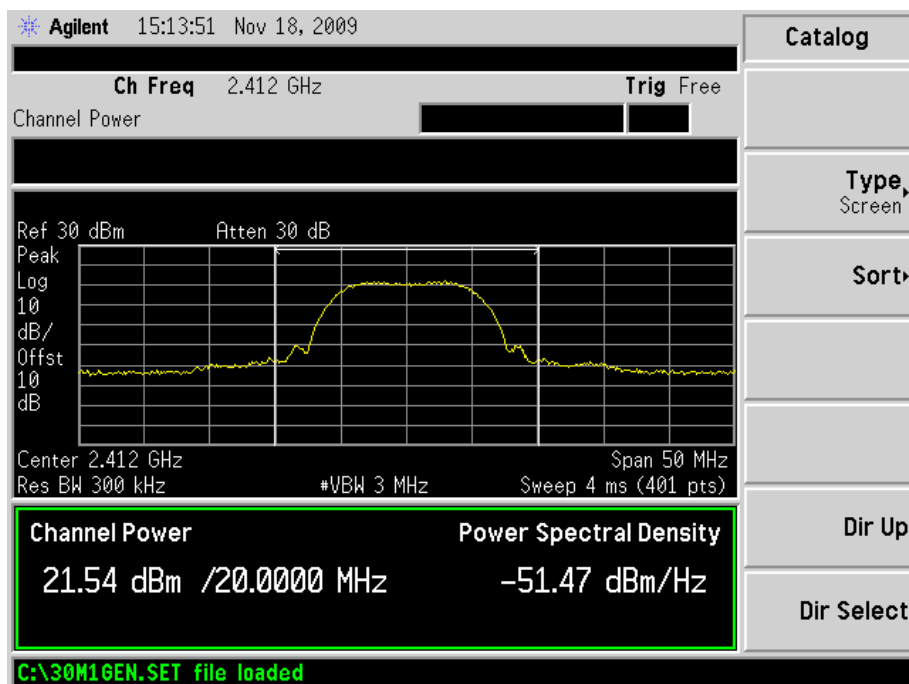 Agilent 15:13:51 Nov 18, 2009
Catalog
Ch Freq 2.412 GHz Trig Free
Channel Power
Type
Screen
Ref 30 dBm Atten 30 dB
Peak
Log
10
dB/
Offst
10
dB
Sort
Center 2.412 GHz Span 50 MHz
Res BW 300 kHz #VBW 3 MHz Sweep 4 ms (401 pts)
Channel Power Power Spectral Density
21.54 dBm /20.0000 MHz -51.47 dBm/Hz
Dir Up
Dir Select
C:\30M1GEN.SET file loaded